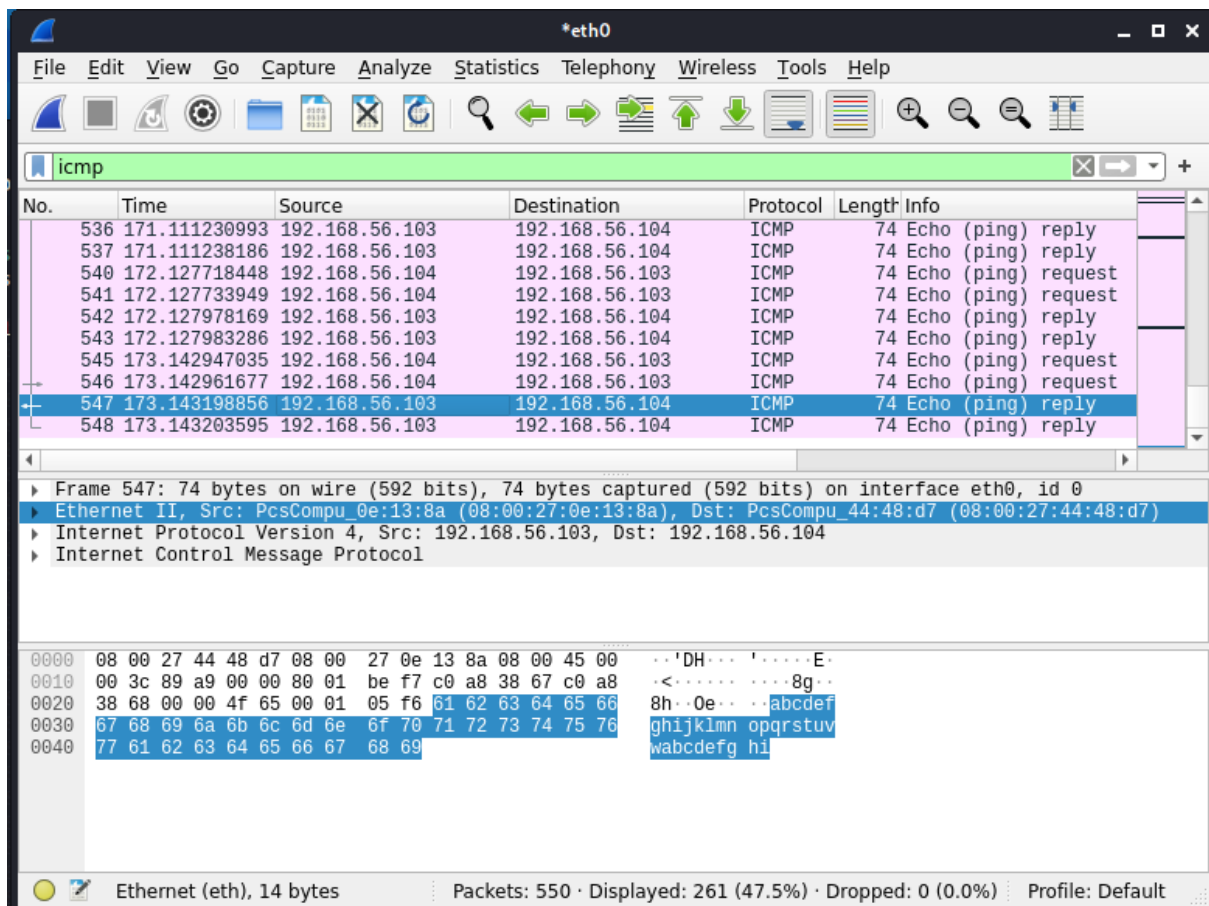 *eth0
File Edit View Go Capture Analyze Statistics Telephony Wireless Tools Help
icmp
No. Time Source Destination Protocol Length Info
536 171.111230993 192.168.56.103 192.168.56.104 ICMP 74 Echo (ping) reply
537 171.111238186 192.168.56.103 192.168.56.104 ICMP 74 Echo (ping) reply
540 172.127718448 192.168.56.104 192.168.56.103 ICMP 74 Echo (ping) request
541 172.127733949 192.168.56.104 192.168.56.103 ICMP 74 Echo (ping) request
542 172.127978169 192.168.56.103 192.168.56.104 ICMP 74 Echo (ping) reply
543 172.127983286 192.168.56.103 192.168.56.104 ICMP 74 Echo (ping) reply
545 173.142947035 192.168.56.104 192.168.56.103 ICMP 74 Echo (ping) request
546 173.142961677 192.168.56.104 192.168.56.103 ICMP 74 Echo (ping) request
547 173.143198856 192.168.56.103 192.168.56.104 ICMP 74 Echo (ping) reply
548 173.143203595 192.168.56.103 192.168.56.104 ICMP 74 Echo (ping) reply
Frame 547: 74 bytes on wire (592 bits), 74 bytes captured (592 bits) on interface eth0, id 0
Ethernet II, Src: PcsCompu_0e:13:8a (08:00:27:0e:13:8a), Dst: PcsCompu_44:48:d7 (08:00:27:44:48:d7)
Internet Protocol Version 4, Src: 192.168.56.103, Dst: 192.168.56.104
Internet Control Message Protocol
0000 08 00 27 44 48 d7 08 00 27 0e 13 8a 08 00 45 00 ··'DH··· '·····E·
0010 00 3c 89 a9 00 00 80 01 be f7 c0 a8 38 67 c0 a8 ·<······ ····8g··
0020 38 68 00 00 4f 65 00 01 05 f6 61 62 63 64 65 66 8h··Oe·· ··abcdef
0030 67 68 69 6a 6b 6c 6d 6e 6f 70 71 72 73 74 75 76 ghijklmn opqrstuv
0040 77 61 62 63 64 65 66 67 68 69 wabcdefg hi
Ethernet (eth), 14 bytes Packets: 550 · Displayed: 261 (47.5%) · Dropped: 0 (0.0%) Profile: Default